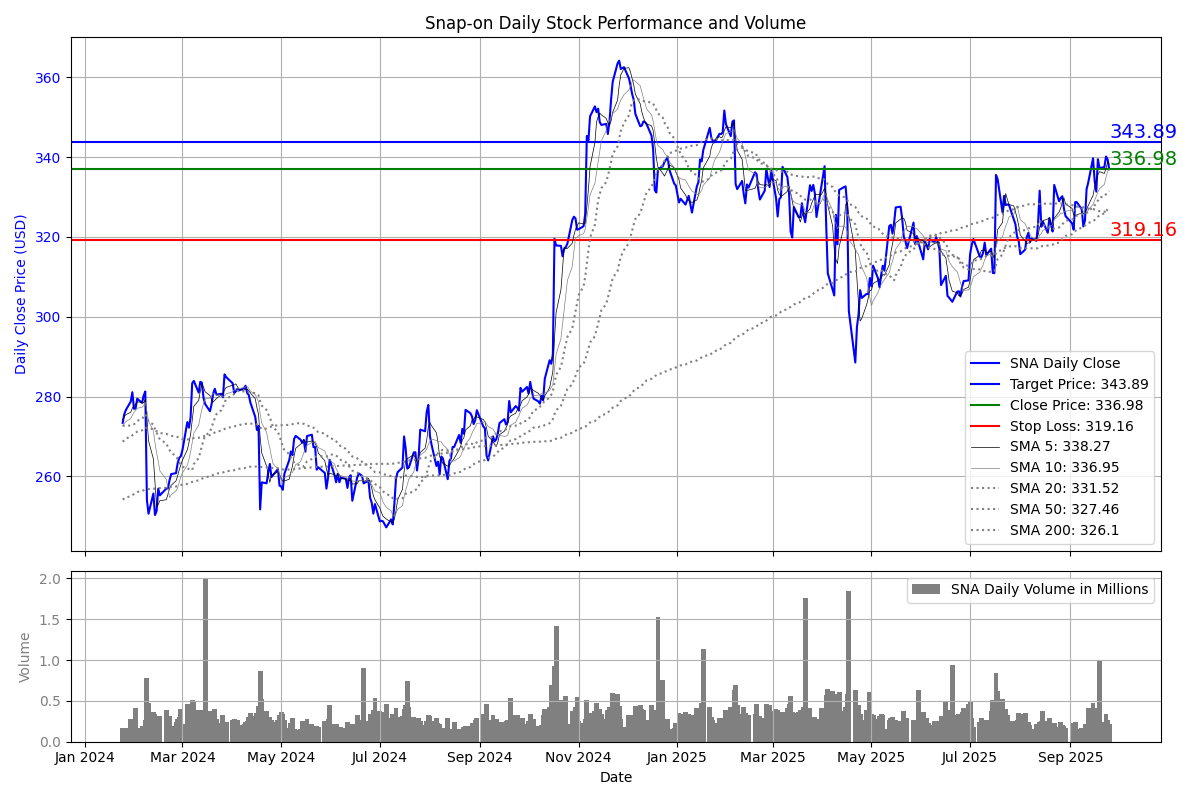 Snap-on Daily Stock Performance and Volume
Daily Close Price (USD)
360
340
320
300
280
260
343.89
336.98
319.16
SNA Daily Close
Target Price: 343.89
Close Price: 336.98
Stop Loss: 319.16
SMA 5: 338.27
SMA 10: 336.95
SMA 20: 331.52
SMA 50: 327.46
SMA 200: 326.1
Volume
2.0
1.5
1.0
0.5
0.0
SNA Daily Volume in Millions
Jan 2024 Mar 2024 May 2024 Jul 2024 Sep 2024 Nov 2024 Jan 2025 Mar 2025 May 2025 Jul 2025 Sep 2025
Date